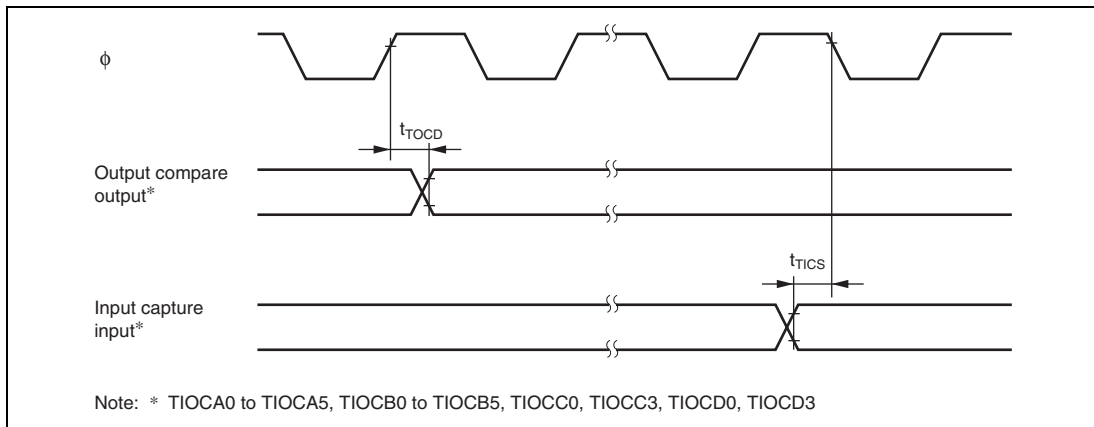 ϕ
tTOCD
Output compare
output*
tTICS
Input capture
input*
Note: * TIOCA0 to TIOCA5, TIOCB0 to TIOCB5, TIOCC0, TIOCC3, TIOCD0, TIOCD3